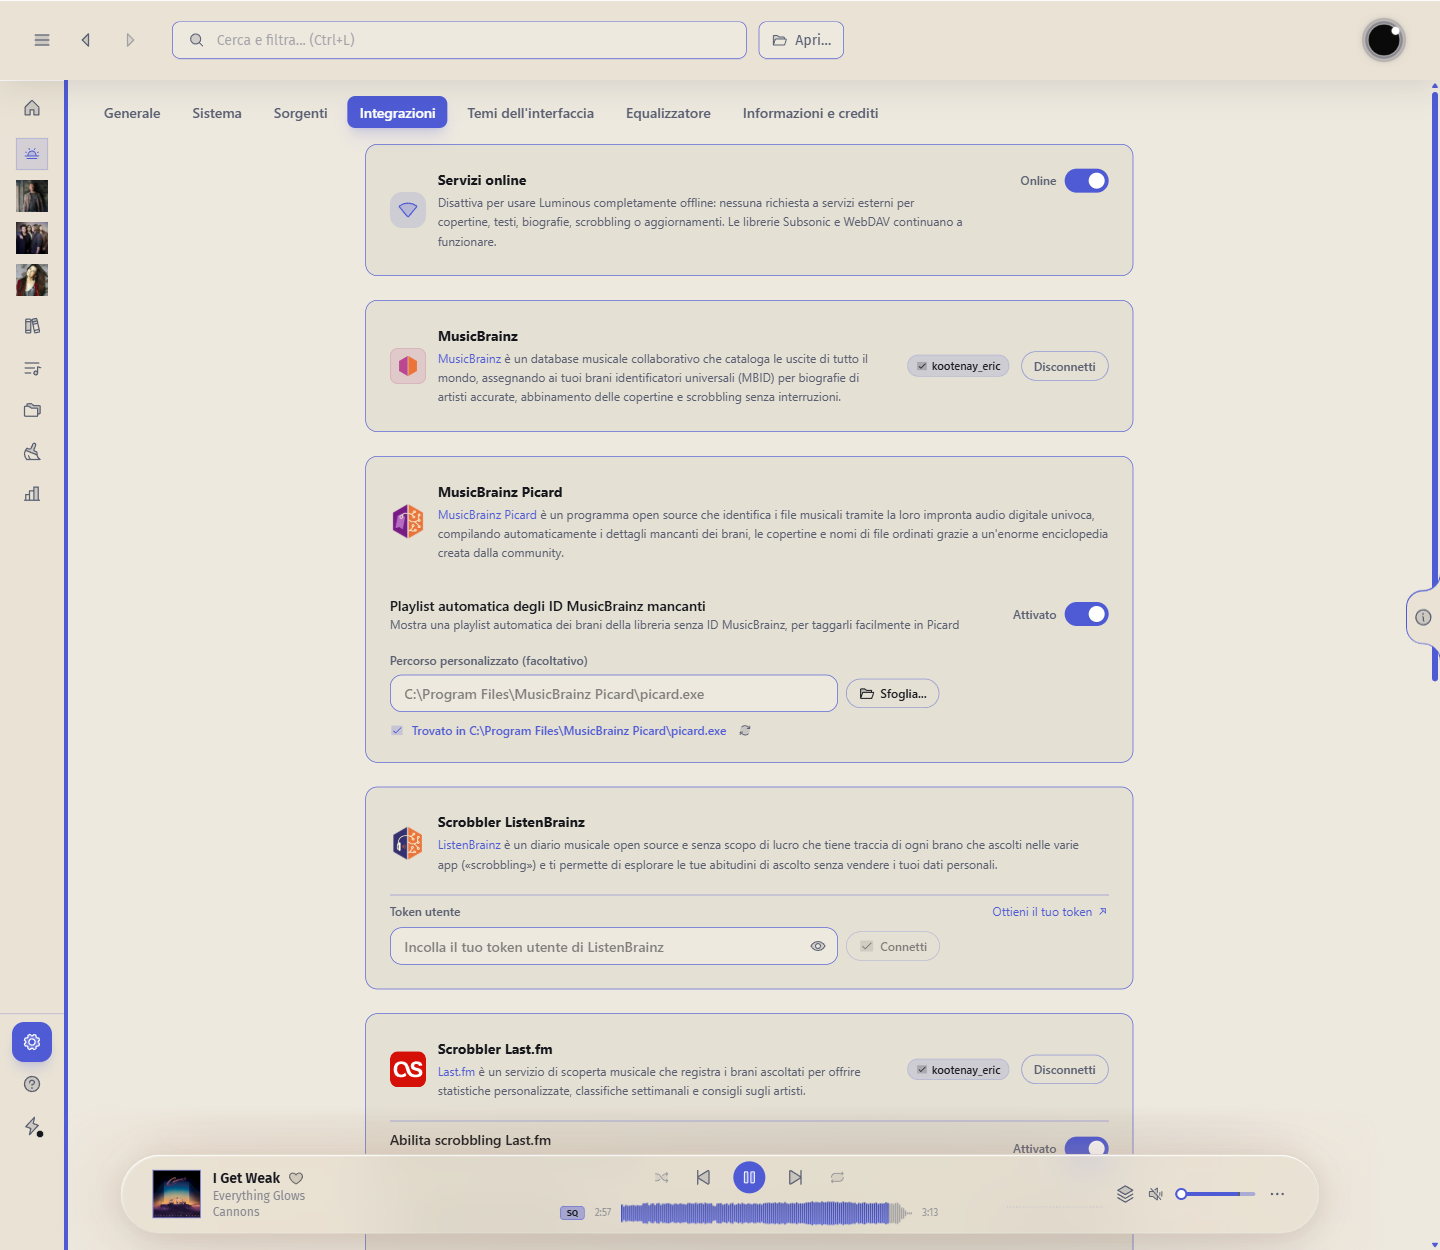 Cerca e filtra... (Ctrl+L)
Apri...
Generale
Sistema
Sorgenti
Integrazioni
Temi dell'interfaccia
Equalizzatore
Informazioni e crediti
Servizi online
Disattiva per usare Luminous completamente offline: nessuna richiesta a servizi esterni per
copertine, testi, biografie, scrobbling o aggiornamenti. Le librerie Subsonic e WebDAV continuano a
funzionare.
Online
MusicBrainz
MusicBrainz è un database musicale collaborativo che cataloga le uscite di tutto il
mondo, assegnando ai tuoi brani identificatori universali (MBID) per biografie di
artisti accurate, abbinamento delle copertine e scrobbling senza interruzioni.
kootenay_eric
Disconnetti
MusicBrainz Picard
MusicBrainz Picard è un programma open source che identifica i file musicali tramite la loro impronta audio digitale univoca,
compilando automaticamente i dettagli mancanti dei brani, le copertine e nomi di file ordinati grazie a un'enorme enciclopedia
creata dalla community.
Playlist automatica degli ID MusicBrainz mancanti
Mostra una playlist automatica dei brani della libreria senza ID MusicBrainz, per taggarli facilmente in Picard
Attivato
Percorso personalizzato (facoltativo)
C:\Program Files\MusicBrainz Picard\picard.exe
Sfoglia...
Trovato in C:\Program Files\MusicBrainz Picard\picard.exe
Scrobbler ListenBrainz
ListenBrainz è un diario musicale open source e senza scopo di lucro che tiene traccia di ogni brano che ascolti nelle varie
app («scrobbling») e ti permette di esplorare le tue abitudini di ascolto senza vendere i tuoi dati personali.
Token utente
Ottieni il tuo token
Incolla il tuo token utente di ListenBrainz
Connetti
Scrobbler Last.fm
Last.fm è un servizio di scoperta musicale che registra i brani ascoltati per offrire
statistiche personalizzate, classifiche settimanali e consigli sugli artisti.
kootenay_eric
Disconnetti
Abilita scrobbling Last.fm
Attivato
I Get Weak
Everything Glows
Cannons
SQ
2:57
3:13